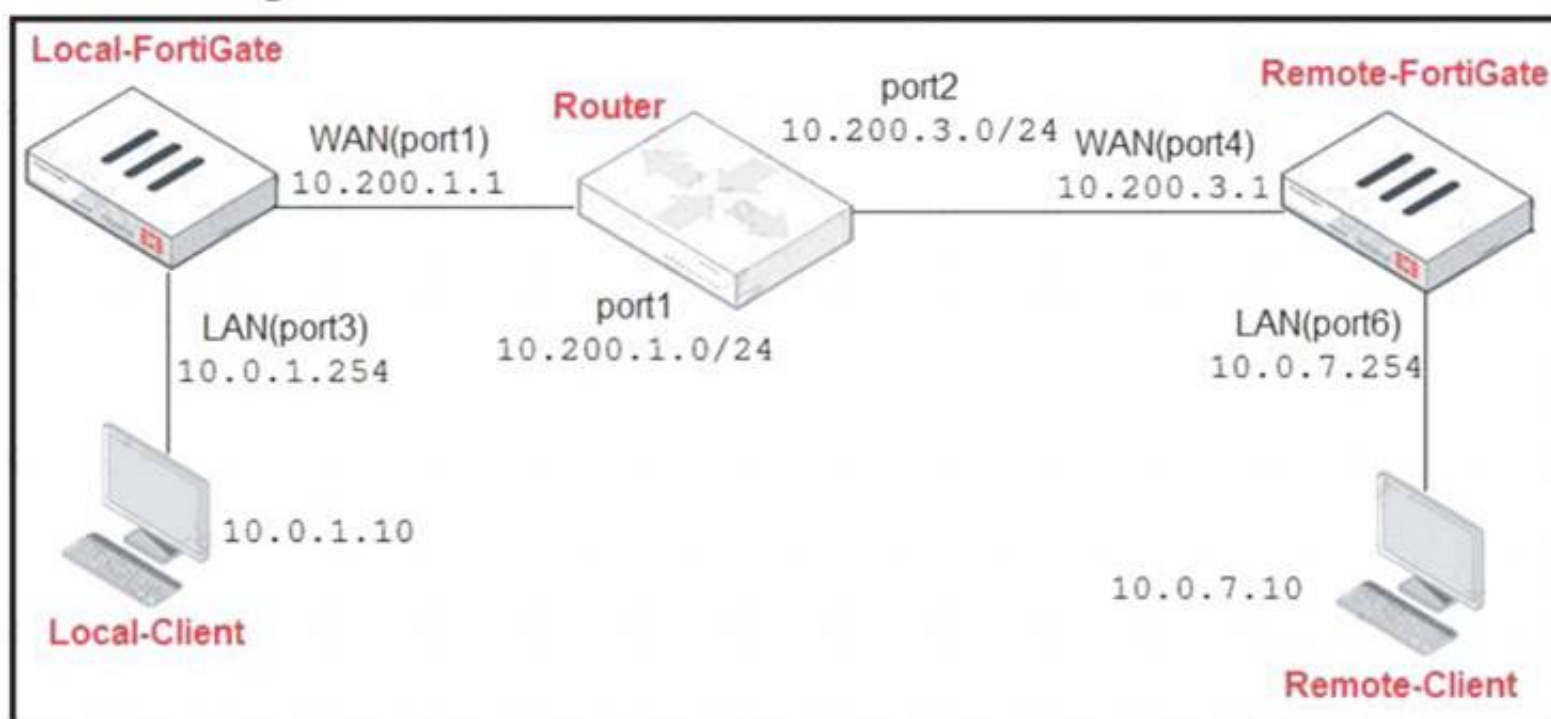 Local-FortiGate
WAN(port1)
10.200.1.1
Router
port2
10.200.3.0/24
Remote-FortiGate
WAN(port4)
10.200.3.1
LAN(port3)
10.0.1.254
port1
10.200.1.0/24
LAN(port6)
10.0.7.254
10.0.1.10
Local-Client
10.0.7.10
Remote-Client